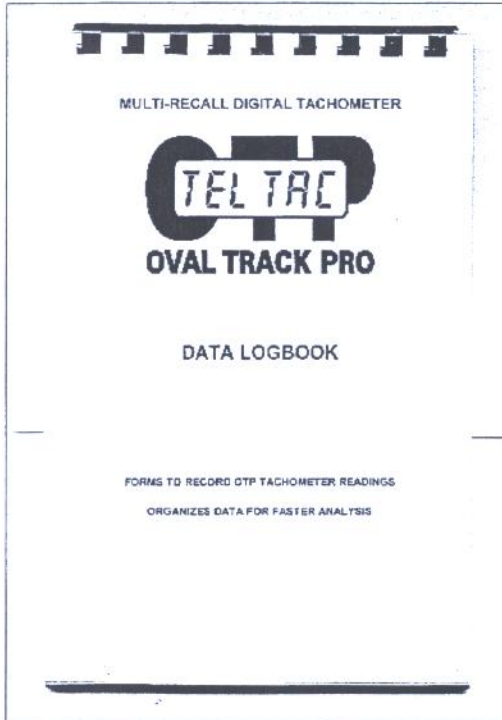 MULTI-RECALL DIGITAL TACHOMETER
OTP
TEL TAC
OVAL TRACK PRO
DATA LOGBOOK
FORMS TO RECORD OTP TACHOMETER READINGS
ORGANIZES DATA FOR FASTER ANALYSIS